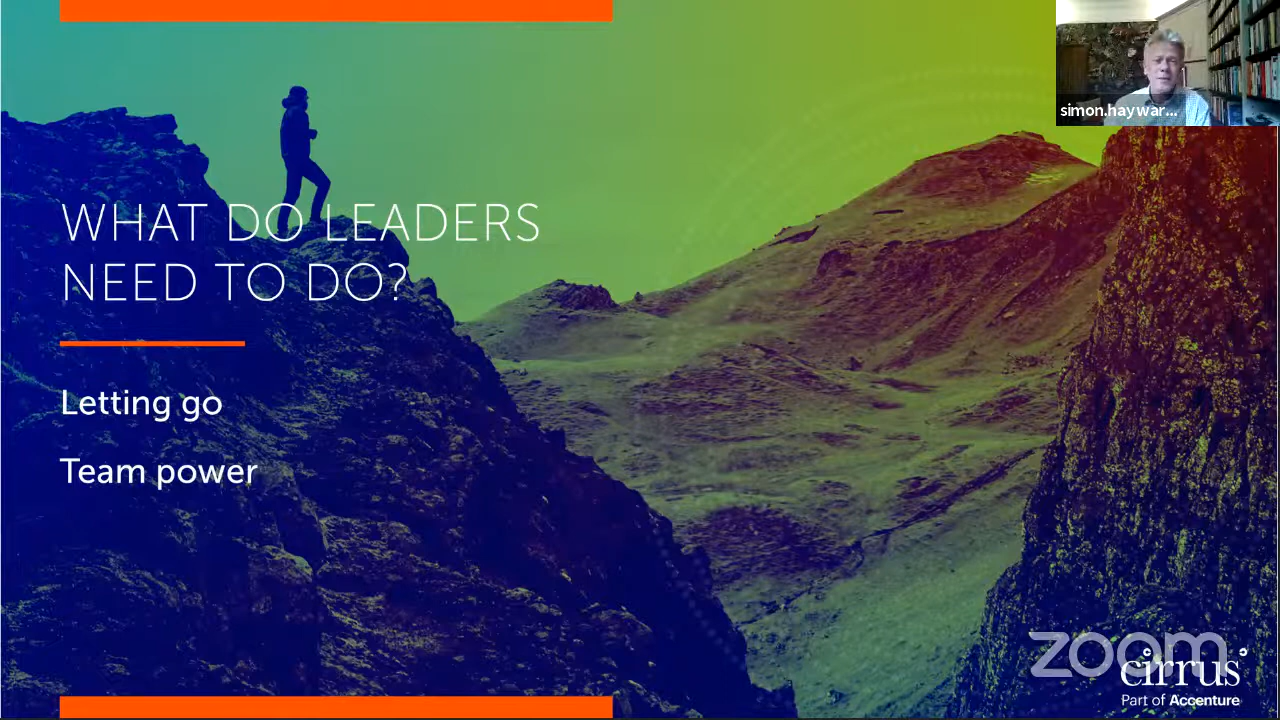 simon.haywar...
WHAT DO LEADERS
NEED TO DO?
Letting go
Team power
zoom
cirrus
Part of Accenture